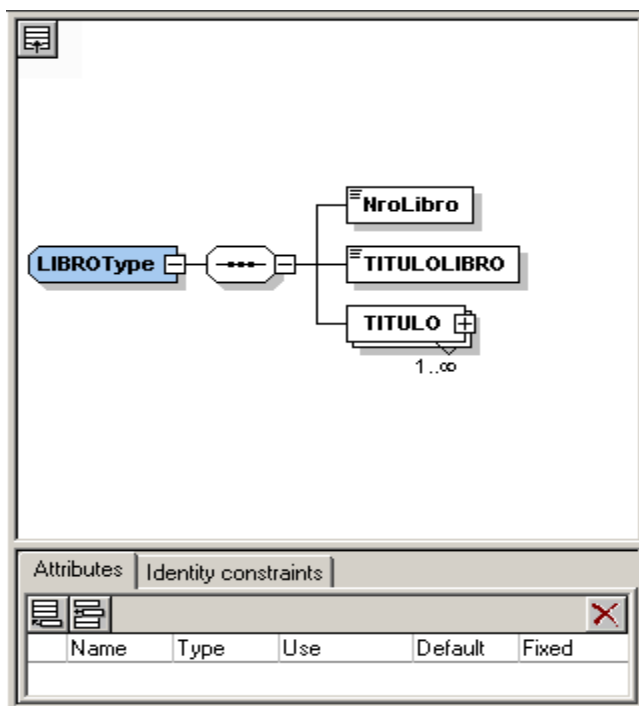 NroLibro
LIBROType
TITULOLIBRO
TITULO
1..∞
Attributes
Identity constraints
Name Type Use Default Fixed